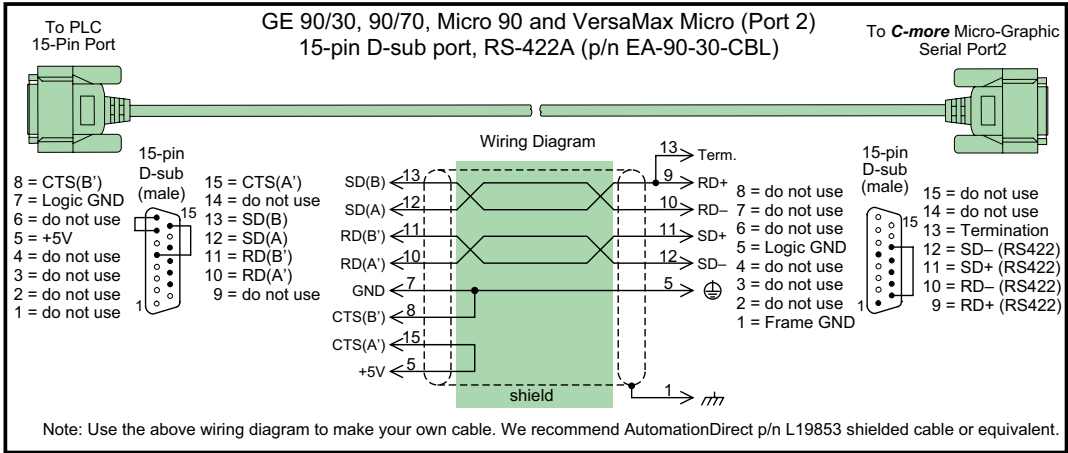 GE 90/30, 90/70, Micro 90 and VersaMax Micro (Port 2)
15-pin D-sub port, RS-422A (p/n EA-90-30-CBL)
To PLC
15-Pin Port
To C-more Micro-Graphic
Serial Port2
15-pin
D-sub
(male)
8 = CTS(B’)
7 = Logic GND
6 = do not use
5 = +5V
4 = do not use
3 = do not use
2 = do not use
1 = do not use
15
1
15 = CTS(A’)
14 = do not use
13 = SD(B)
12 = SD(A)
11 = RD(B’)
10 = RD(A’)
9 = do not use
Wiring Diagram
13 Term.
SD(B) 13 9 RD+
SD(A) 12 10 RD–
RD(B’) 11 11 SD+
RD(A’) 10 12 SD–
GND 7 5
CTS(B’) 8
CTS(A’) 15
+5V 5
shield
1
8 = do not use
7 = do not use
6 = do not use
5 = Logic GND
4 = do not use
3 = do not use
2 = do not use
1 = Frame GND
15-pin
D-sub
(male)
15
1
15 = do not use
14 = do not use
13 = Termination
12 = SD– (RS422)
11 = SD+ (RS422)
10 = RD– (RS422)
9 = RD+ (RS422)
Note: Use the above wiring diagram to make your own cable. We recommend AutomationDirect p/n L19853 shielded cable or equivalent.